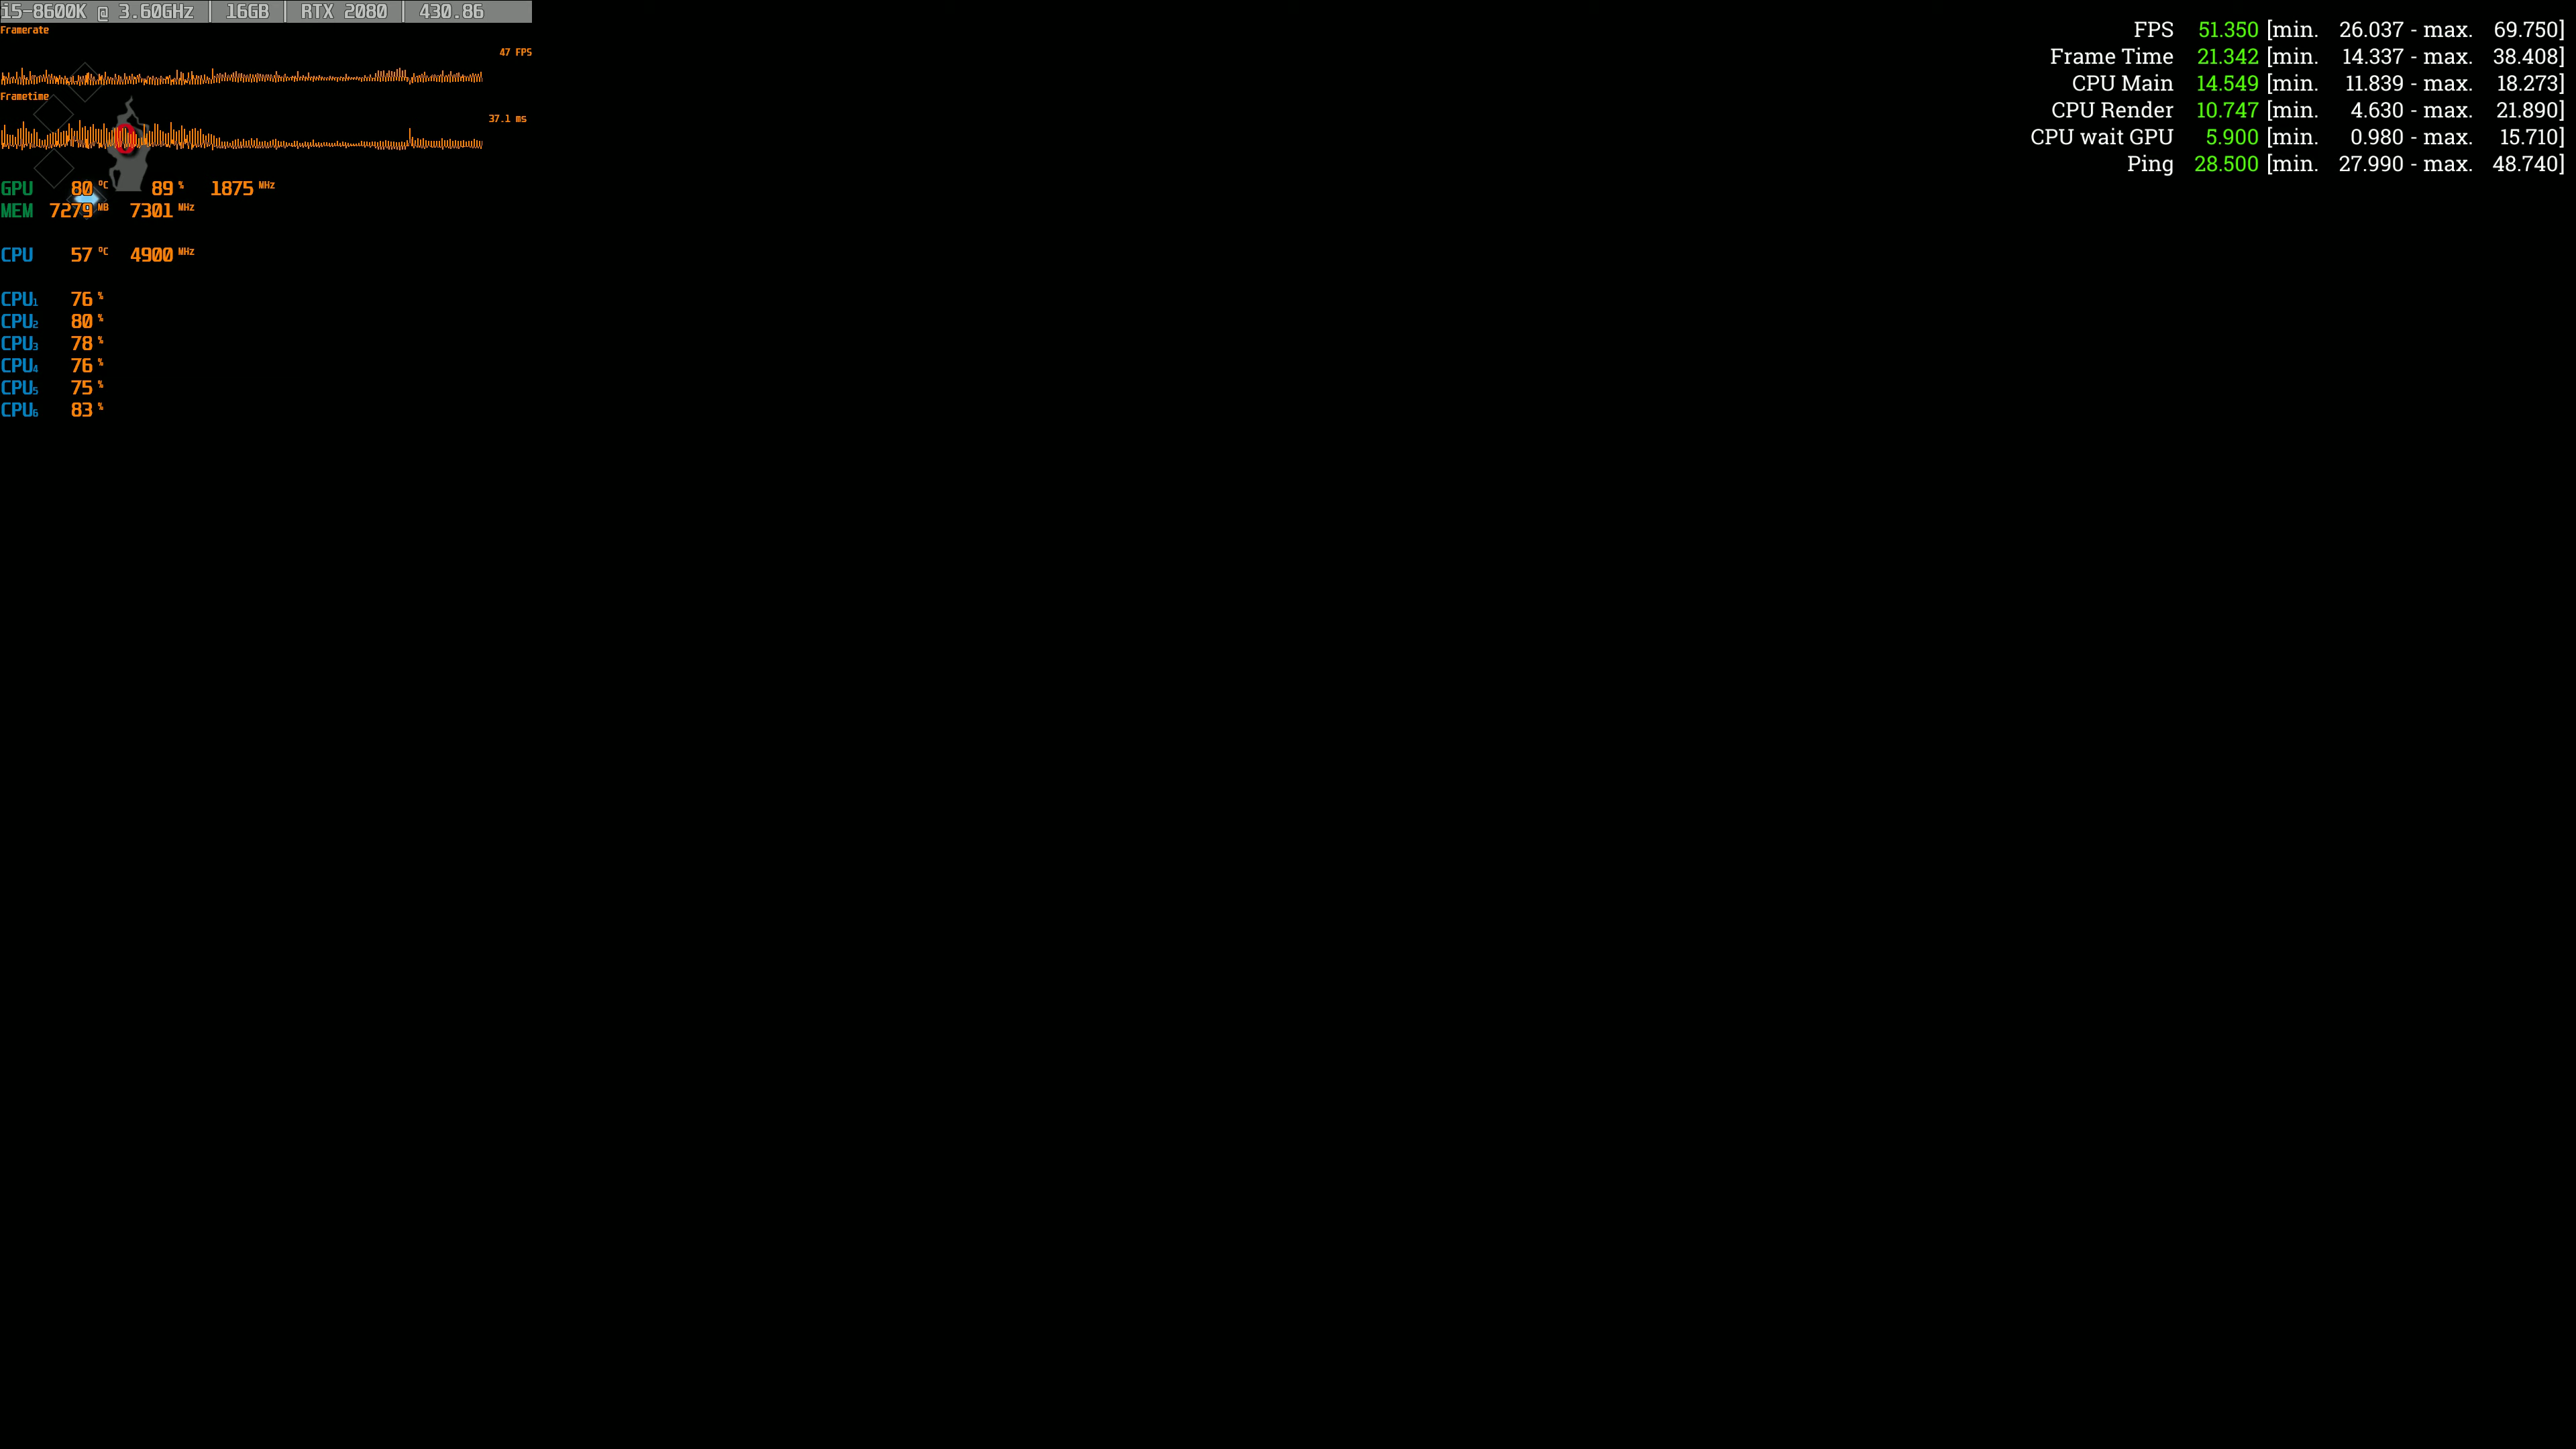 i5-8600K @ 3.60GHz | 16GB | RTX 2080 | 430.86
Framerate
47 FPS
Frametime
37.1 ms
GPU 80 °C 89 % 1875 MHz
MEM 7279 MB 7301 MHz
CPU 57 °C 4900 MHz
CPU1 76 %
CPU2 80 %
CPU3 78 %
CPU4 76 %
CPU5 75 %
CPU6 83 %
FPS 51.350 [min. 26.037 - max. 69.750]
Frame Time 21.342 [min. 14.337 - max. 38.408]
CPU Main 14.549 [min. 11.839 - max. 18.273]
CPU Render 10.747 [min. 4.630 - max. 21.890]
CPU wait GPU 5.900 [min. 0.980 - max. 15.710]
Ping 28.500 [min. 27.990 - max. 48.740]